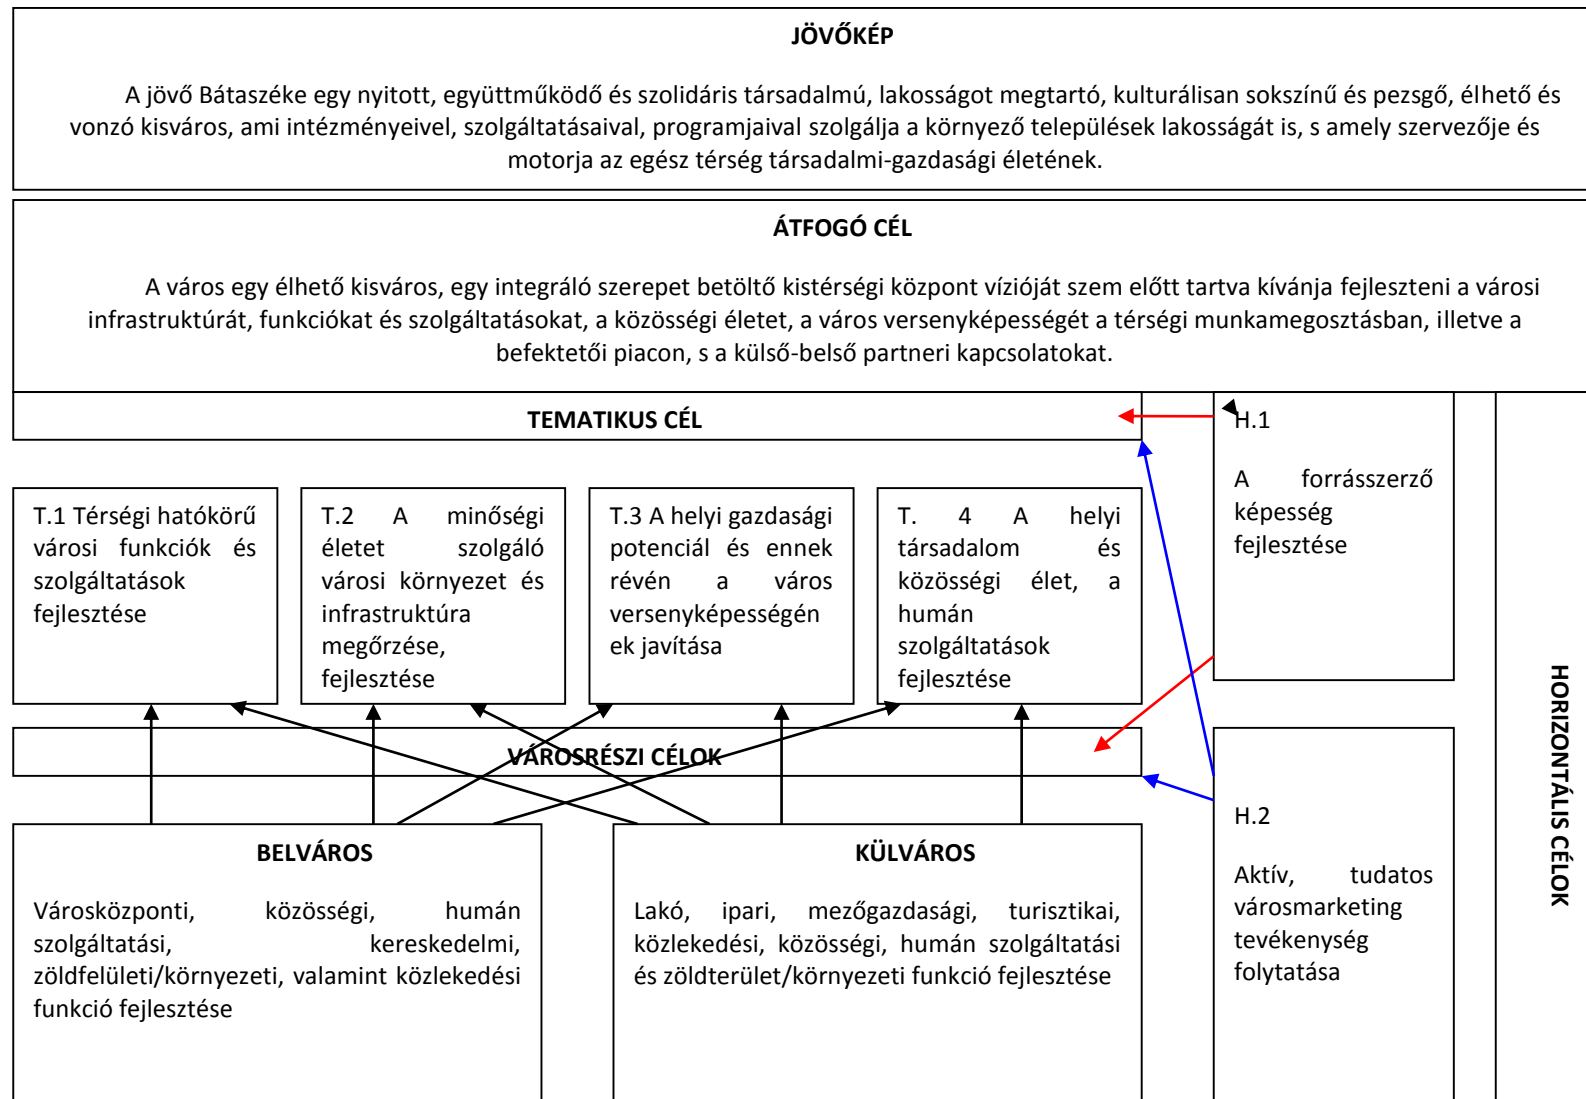 JÖVŐKÉP
A jövő Bátaszéke egy nyitott, együttműködő és szolidáris társadalmú, lakosságot megtartó, kulturálisan sokszínű és pezsgő, élhető és
vonzó kisváros, ami intézményeivel, szolgáltatásaival, programjaival szolgálja a környező települések lakosságát is, s amely szervezője és
motorja az egész térség társadalmi-gazdasági életének.
ÁTFOGÓ CÉL
A város egy élhető kisváros, egy integráló szerepet betöltő kistérségi központ vízióját szem előtt tartva kívánja fejleszteni a városi
infrastruktúrát, funkciókat és szolgáltatásokat, a közösségi életet, a város versenyképességét a térségi munkamegosztásban, illetve a
befektetői piacon, s a külső-belső partneri kapcsolatokat.
TEMATIKUS CÉL
T.1 Térségi hatókörű
városi funkciók és
szolgáltatások
fejlesztése
T.2 A minőségi
életet szolgáló
városi környezet és
infrastruktúra
megőrzése,
fejlesztése
T.3 A helyi gazdasági
potenciál és ennek
révén a város
versenyképességén
ek javítása
T. 4 A helyi
társadalom és
közösségi élet, a
humán
szolgáltatások
fejlesztése
VÁROSRÉSZI CÉLOK
BELVÁROS
Városközponti, közösségi, humán
szolgáltatási, kereskedelmi,
zöldfelületi/környezeti, valamint közlekedési
funkció fejlesztése
KÜLVÁROS
Lakó, ipari, mezőgazdasági, turisztikai,
közlekedési, közösségi, humán szolgáltatási
és zöldterület/környezeti funkció fejlesztése
H.1
A forrásszerző
képesség
fejlesztése
H.2
Aktív, tudatos
városmarketing
tevékenység
folytatása
HORIZONTÁLIS CÉLOK